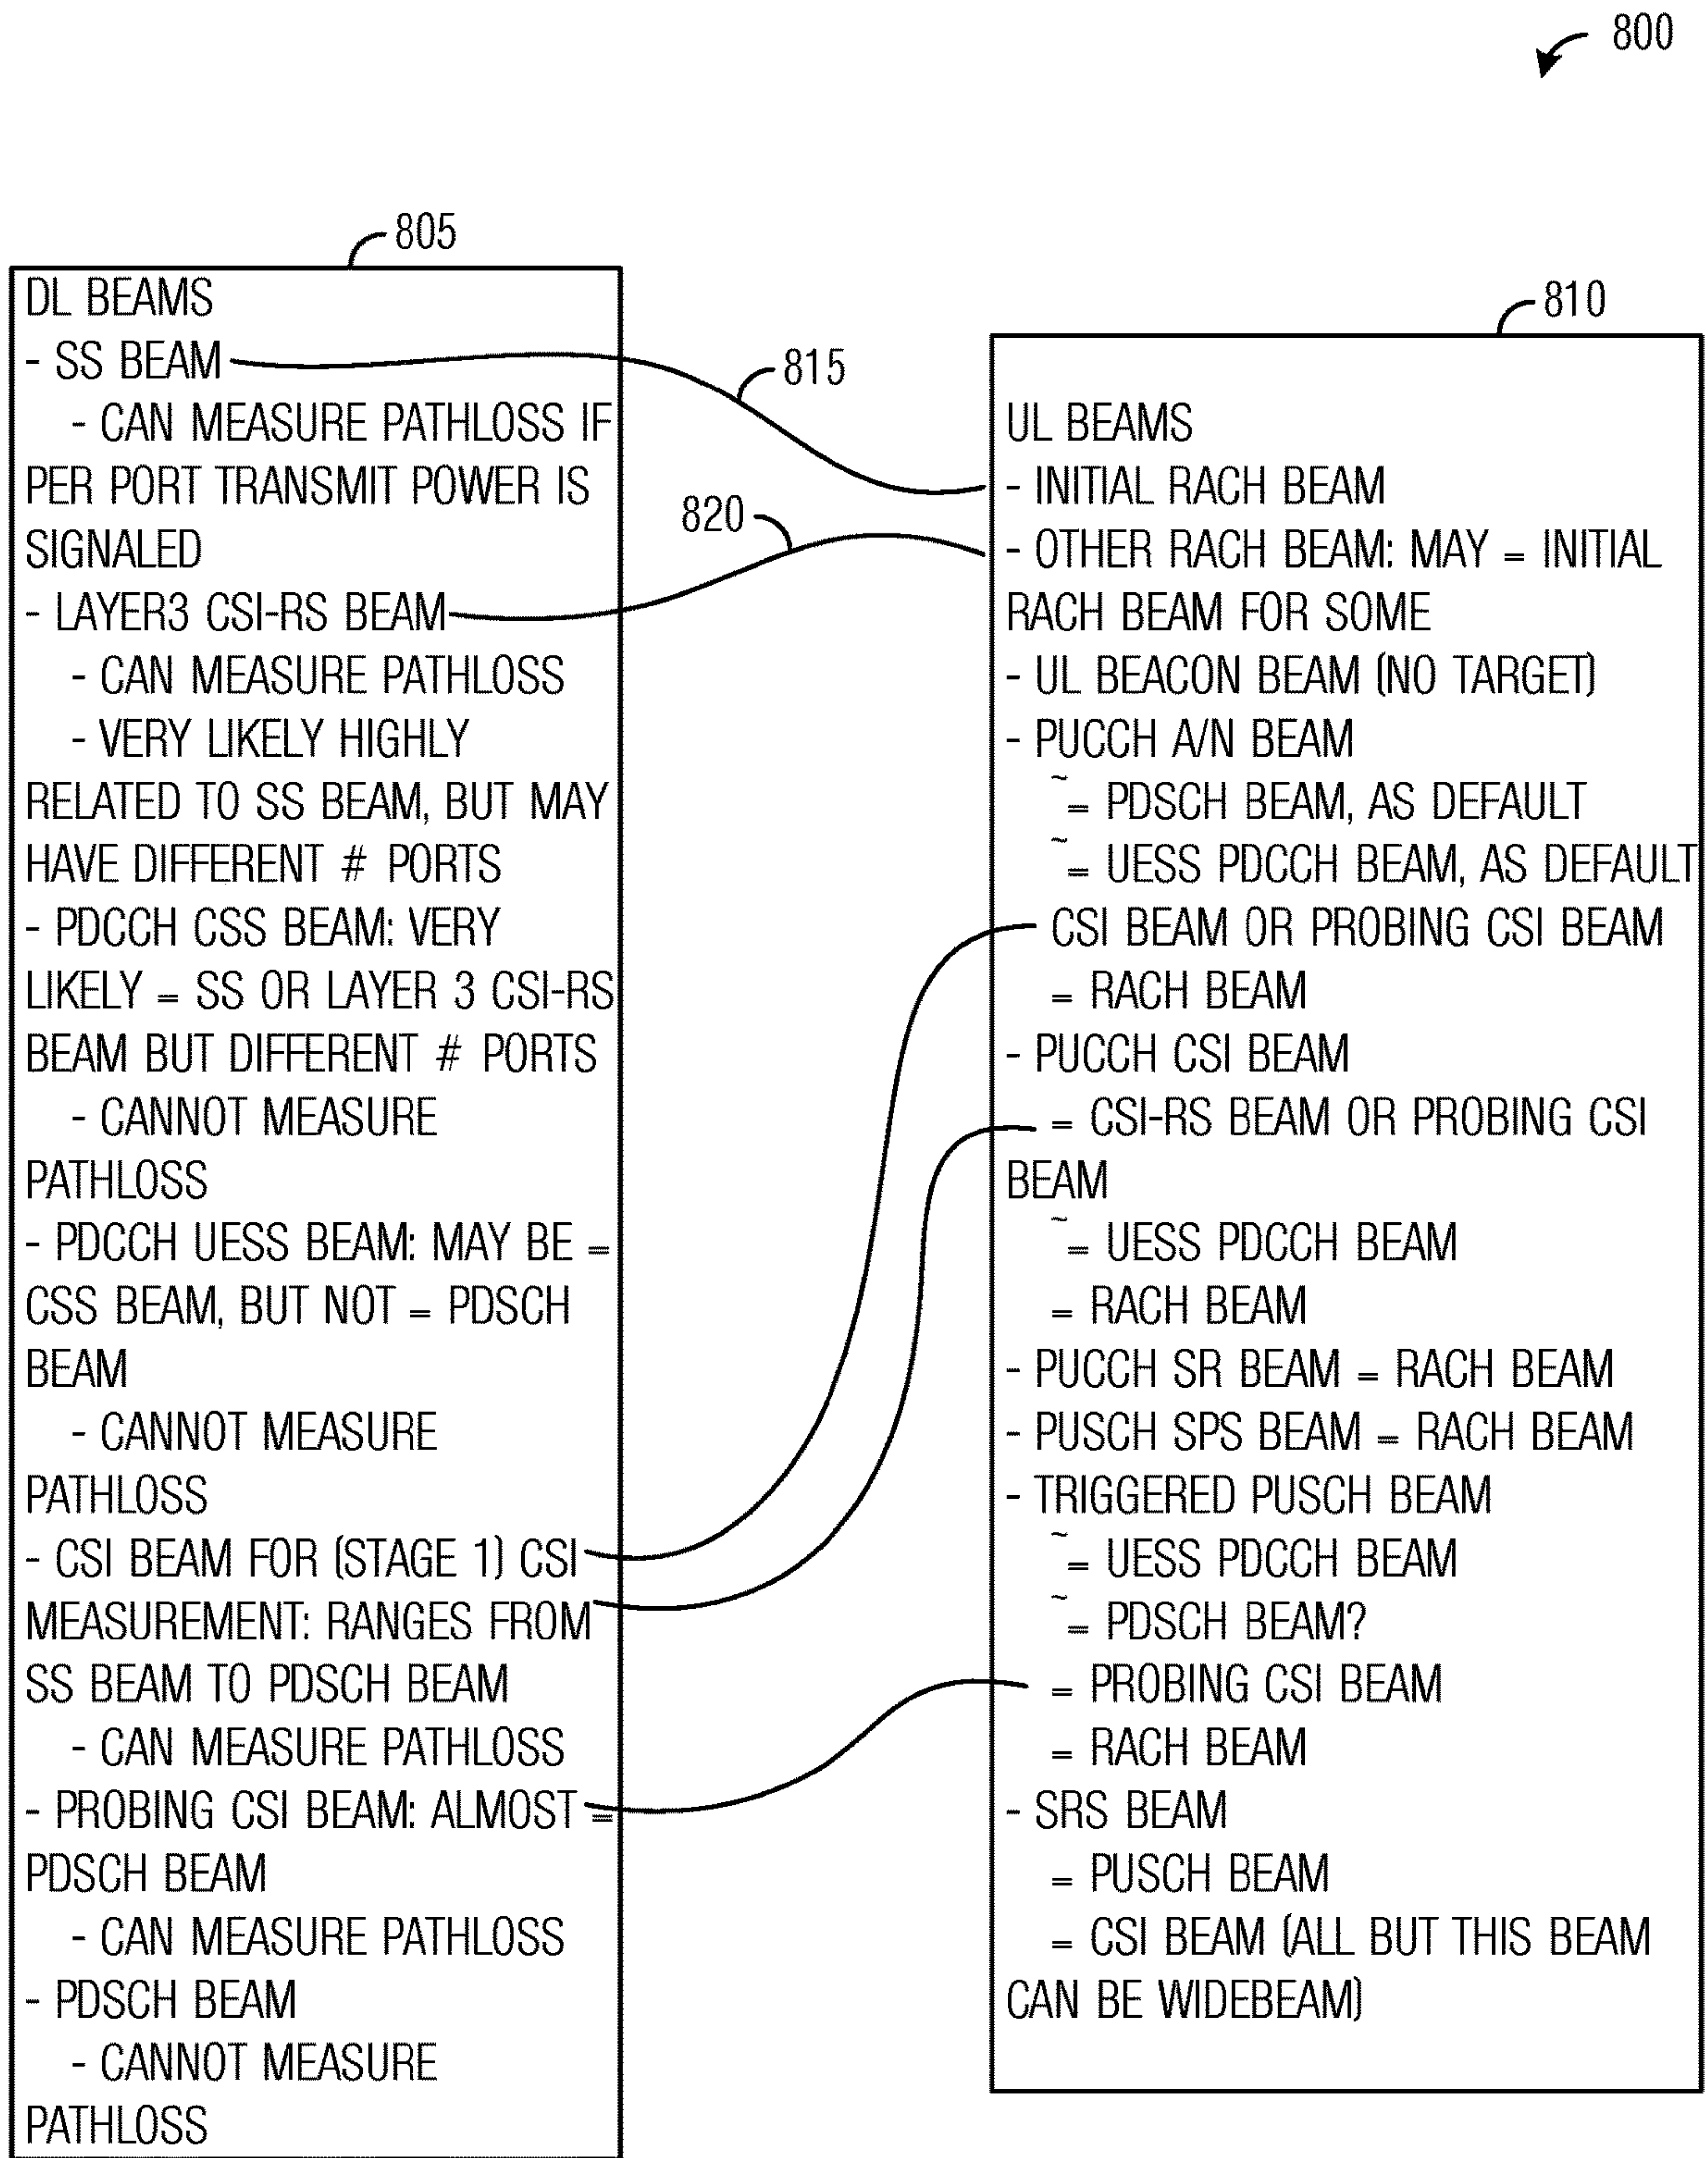 800
805
DL BEAMS
- SS BEAM
- CAN MEASURE PATHLOSS IF
PER PORT TRANSMIT POWER IS
SIGNALED
- LAYER3 CSI-RS BEAM
- CAN MEASURE PATHLOSS
- VERY LIKELY HIGHLY
RELATED TO SS BEAM, BUT MAY
HAVE DIFFERENT # PORTS
- PDCCH CSS BEAM: VERY
LIKELY = SS OR LAYER 3 CSI-RS
BEAM BUT DIFFERENT # PORTS
- CANNOT MEASURE
PATHLOSS
- PDCCH UESS BEAM: MAY BE =
CSS BEAM, BUT NOT = PDSCH
BEAM
- CANNOT MEASURE
PATHLOSS
- CSI BEAM FOR (STAGE 1) CSI
MEASUREMENT: RANGES FROM
SS BEAM TO PDSCH BEAM
- CAN MEASURE PATHLOSS
- PROBING CSI BEAM: ALMOST =
PDSCH BEAM
- CAN MEASURE PATHLOSS
- PDSCH BEAM
- CANNOT MEASURE
PATHLOSS
815
820
810
UL BEAMS
- INITIAL RACH BEAM
- OTHER RACH BEAM: MAY = INITIAL
RACH BEAM FOR SOME
- UL BEACON BEAM (NO TARGET)
- PUCCH A/N BEAM
~= PDSCH BEAM, AS DEFAULT
~= UESS PDCCH BEAM, AS DEFAULT
CSI BEAM OR PROBING CSI BEAM
= RACH BEAM
- PUCCH CSI BEAM
= CSI-RS BEAM OR PROBING CSI
BEAM
~= UESS PDCCH BEAM
= RACH BEAM
- PUCCH SR BEAM = RACH BEAM
- PUSCH SPS BEAM = RACH BEAM
- TRIGGERED PUSCH BEAM
~= UESS PDCCH BEAM
~= PDSCH BEAM?
= PROBING CSI BEAM
= RACH BEAM
- SRS BEAM
= PUSCH BEAM
= CSI BEAM (ALL BUT THIS BEAM
CAN BE WIDEBEAM)